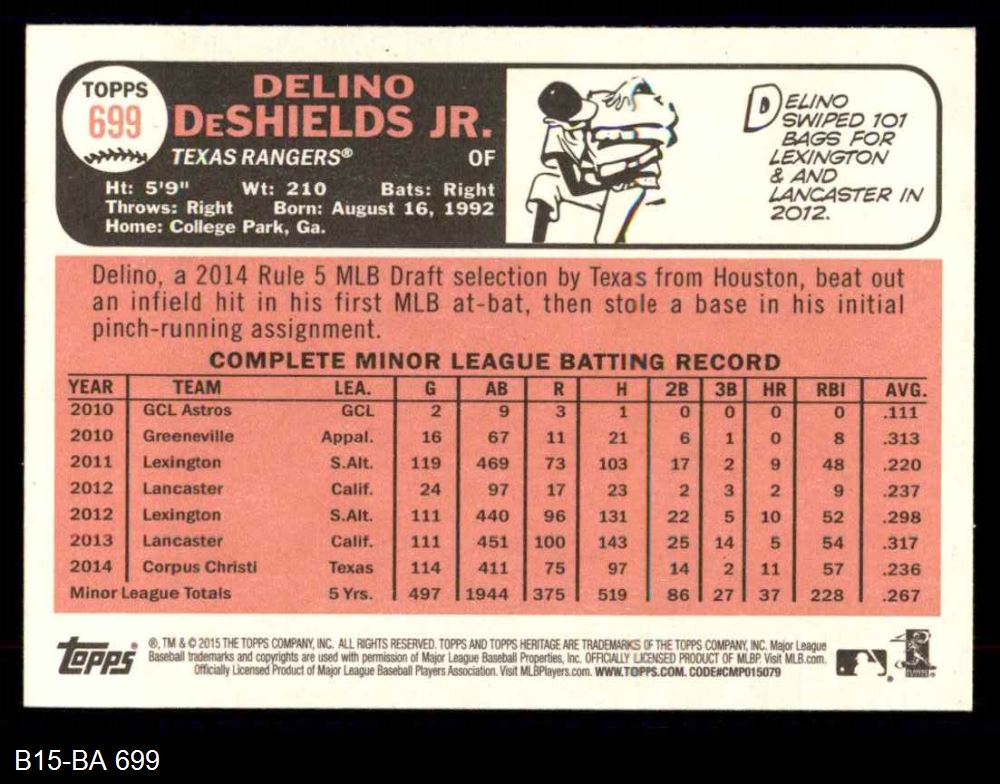 TOPPS
699
DELINO
DeSHIELDS JR.
TEXAS RANGERS® OF
Ht: 5'9" Wt: 210 Bats: Right
Throws: Right Born: August 16, 1992
Home: College Park, Ga.
DELINO
SWIPED 101
BAGS FOR
LEXINGTON
& AND
LANCASTER IN
2012.
Delino, a 2014 Rule 5 MLB Draft selection by Texas from Houston, beat out
an infield hit in his first MLB at-bat, then stole a base in his initial
pinch-running assignment.
COMPLETE MINOR LEAGUE BATTING RECORD
YEAR TEAM LEA. G AB R H 2B 3B HR RBI AVG.
2010 GCL Astros GCL 2 9 3 1 0 0 0 0 .111
2010 Greeneville Appal. 16 67 11 21 6 1 0 8 .313
2011 Lexington S.Alt. 119 469 73 103 17 2 9 48 .220
2012 Lancaster Calif. 24 97 17 23 2 3 2 9 .237
2012 Lexington S.Alt. 111 440 96 131 22 5 10 52 .298
2013 Lancaster Calif. 111 451 100 143 25 14 5 54 .317
2014 Corpus Christi Texas 114 411 75 97 14 2 11 57 .236
Minor League Totals 5 Yrs. 497 1944 375 519 86 27 37 228 .267
Topps
®, TM & © 2015 THE TOPPS COMPANY, INC. ALL RIGHTS RESERVED. TOPPS AND TOPPS HERITAGE ARE TRADEMARKS OF THE TOPPS COMPANY, INC. Major League
Baseball trademarks and copyrights are used with permission of Major League Baseball Properties, Inc. OFFICIALLY LICENSED PRODUCT OF MLBP. Visit MLB.com.
Officially Licensed Product of Major League Baseball Players Association. Visit MLBPlayers.com. WWW.TOPPS.COM. CODE#CMP015079
B15-BA 699